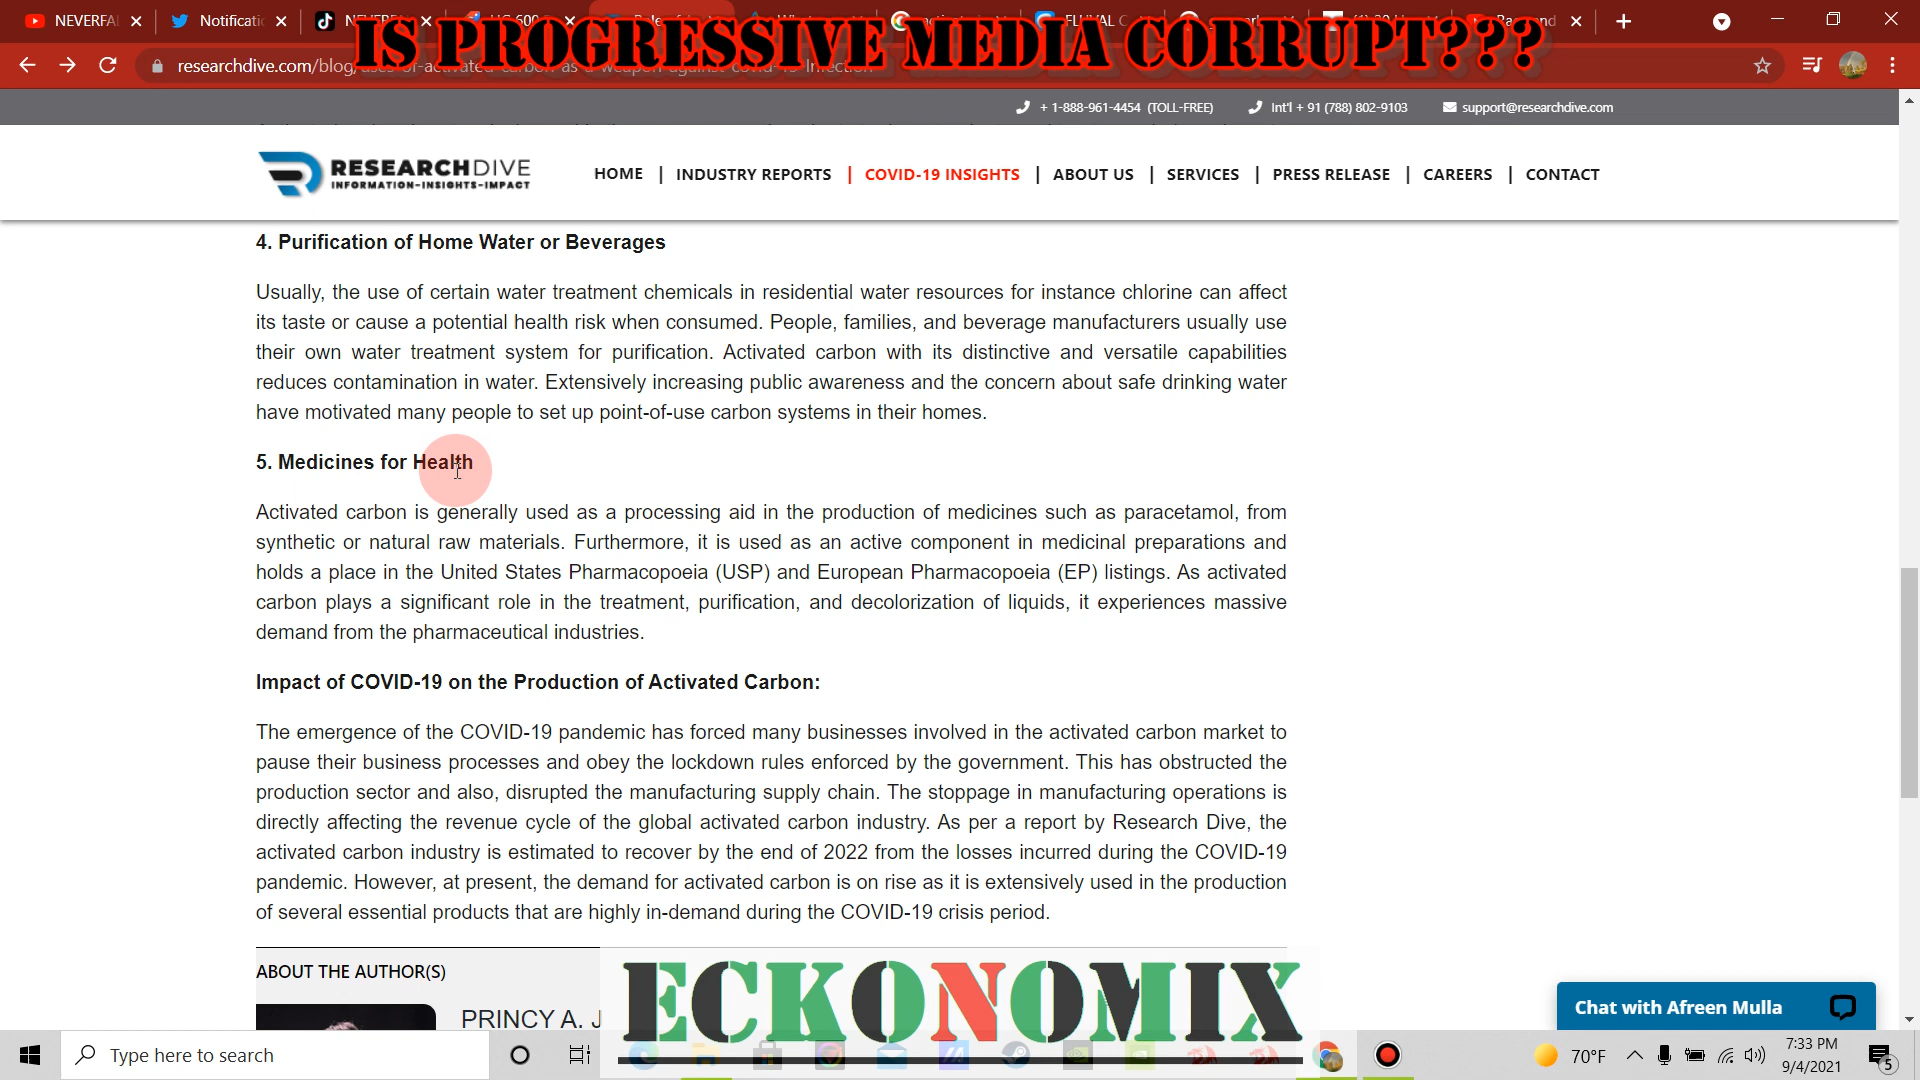 NEVERFA
Notificati
IS PROGRESSIVE MEDIA CORRUPT???
researchdive.com/blog/uses-of-activated-carbon-as-a-weapon-against-covid-19-infection
+ 1-888-961-4454 (TOLL-FREE)
Int'l + 91 (788) 802-9103
support@researchdive.com
RESEARCHDIVE
INFORMATION-INSIGHTS-IMPACT
HOME | INDUSTRY REPORTS | COVID-19 INSIGHTS | ABOUT US | SERVICES | PRESS RELEASE | CAREERS | CONTACT
4. Purification of Home Water or Beverages
Usually, the use of certain water treatment chemicals in residential water resources for instance chlorine can affect
its taste or cause a potential health risk when consumed. People, families, and beverage manufacturers usually use
their own water treatment system for purification. Activated carbon with its distinctive and versatile capabilities
reduces contamination in water. Extensively increasing public awareness and the concern about safe drinking water
have motivated many people to set up point-of-use carbon systems in their homes.
5. Medicines for Health
Activated carbon is generally used as a processing aid in the production of medicines such as paracetamol, from
synthetic or natural raw materials. Furthermore, it is used as an active component in medicinal preparations and
holds a place in the United States Pharmacopoeia (USP) and European Pharmacopoeia (EP) listings. As activated
carbon plays a significant role in the treatment, purification, and decolorization of liquids, it experiences massive
demand from the pharmaceutical industries.
Impact of COVID-19 on the Production of Activated Carbon:
The emergence of the COVID-19 pandemic has forced many businesses involved in the activated carbon market to
pause their business processes and obey the lockdown rules enforced by the government. This has obstructed the
production sector and also, disrupted the manufacturing supply chain. The stoppage in manufacturing operations is
directly affecting the revenue cycle of the global activated carbon industry. As per a report by Research Dive, the
activated carbon industry is estimated to recover by the end of 2022 from the losses incurred during the COVID-19
pandemic. However, at present, the demand for activated carbon is on rise as it is extensively used in the production
of several essential products that are highly in-demand during the COVID-19 crisis period.
ABOUT THE AUTHOR(S)
PRINCY A. J
ECKONOMIX
Chat with Afreen Mulla
Type here to search
70°F
7:33 PM
9/4/2021
5